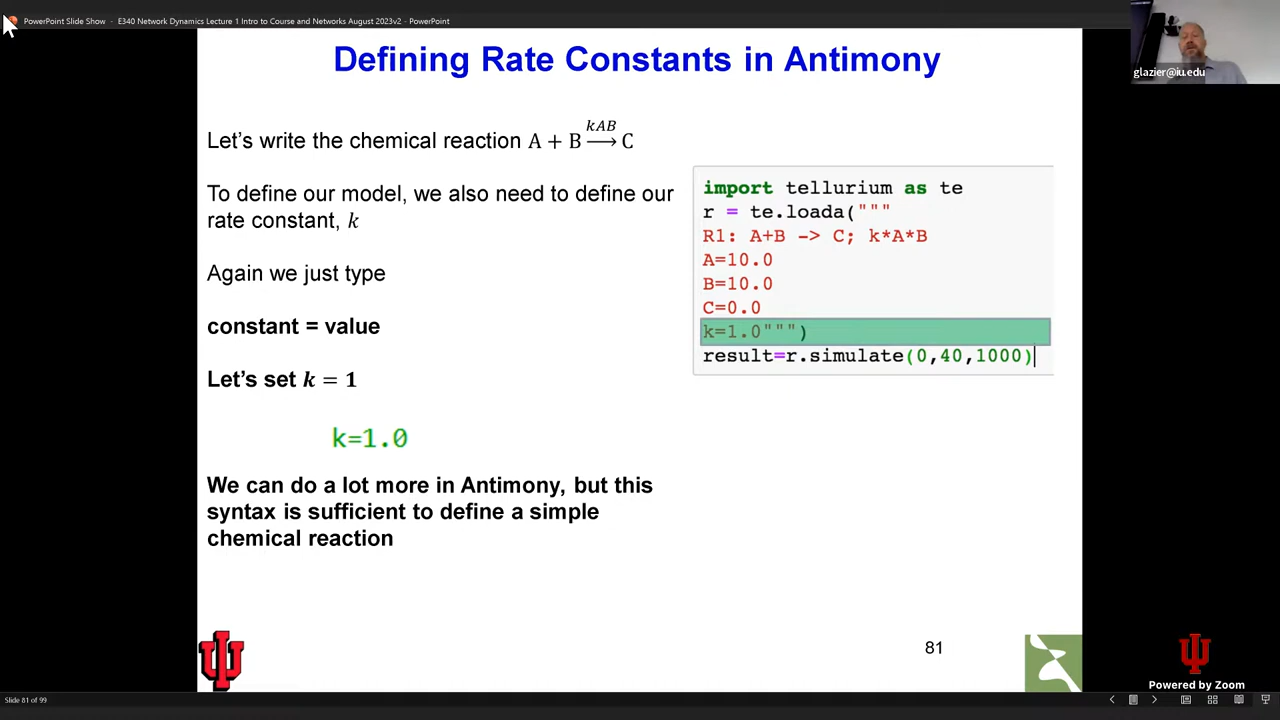 PowerPoint Slide Show - E340 Network Dynamics Lecture 1 Intro to Course and Networks August 2023v2 - PowerPoint
glazier@iu.edu
Defining Rate Constants in Antimony
Let's write the chemical reaction A + B \xrightarrow{kAB} C
To define our model, we also need to define our
rate constant, k
Again we just type
constant = value
Let's set k = 1
k=1.0
We can do a lot more in Antimony, but this
syntax is sufficient to define a simple
chemical reaction
import tellurium as te
r = te.loada("""
R1: A+B -> C; k*A*B
A=10.0
B=10.0
C=0.0
k=1.0""")
result=r.simulate(0,40,1000)
81
Powered by Zoom
Slide 81 of 99